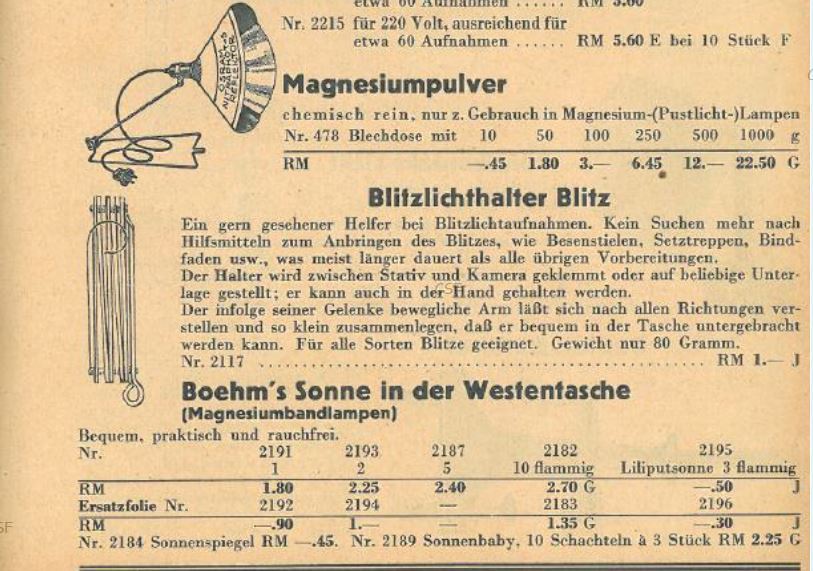 etwa 60 Aufnahmen ...... RM 3.60
Nr. 2215 für 220 Volt, ausreichend für
etwa 60 Aufnahmen ...... RM 5.60 E bei 10 Stück F
OSRAM
NITRAPHOT-S
REFLEKTOR
Magnesiumpulver
chemisch rein, nur z. Gebrauch in Magnesium-(Pustlicht-)Lampen
Nr. 478 Blechdose mit 10 50 100 250 500 1000 g
RM —.45 1.80 3.— 6.45 12.— 22.50 G
Blitzlichthalter Blitz
Ein gern gesehener Helfer bei Blitzlichtaufnahmen. Kein Suchen mehr nach
Hilfsmitteln zum Anbringen des Blitzes, wie Besenstielen, Setztreppen, Bind-
faden usw., was meist länger dauert als alle übrigen Vorbereitungen.
Der Halter wird zwischen Stativ und Kamera geklemmt oder auf beliebige Unter-
lage gestellt; er kann auch in der Hand gehalten werden.
Der infolge seiner Gelenke bewegliche Arm läßt sich nach allen Richtungen ver-
stellen und so klein zusammenlegen, daß er bequem in der Tasche untergebracht
werden kann. Für alle Sorten Blitze geeignet. Gewicht nur 80 Gramm.
Nr. 2117 ................................................ RM 1.— J
Boehm's Sonne in der Westentasche
(Magnesiumbandlampen)
Bequem, praktisch und rauchfrei.
Nr. 2191 2193 2187 2182 2195
1 2 5 10 flammig Liliputsonne 3 flammig
RM 1.80 2.25 2.40 2.70 G —.50 J
Ersatzfolie Nr. 2192 2194 — 2183 2196
RM —.90 1.— — 1.35 G —.30 J
Nr. 2184 Sonnenspiegel RM —.45. Nr. 2189 Sonnenbaby, 10 Schachteln à 3 Stück RM 2.25 G